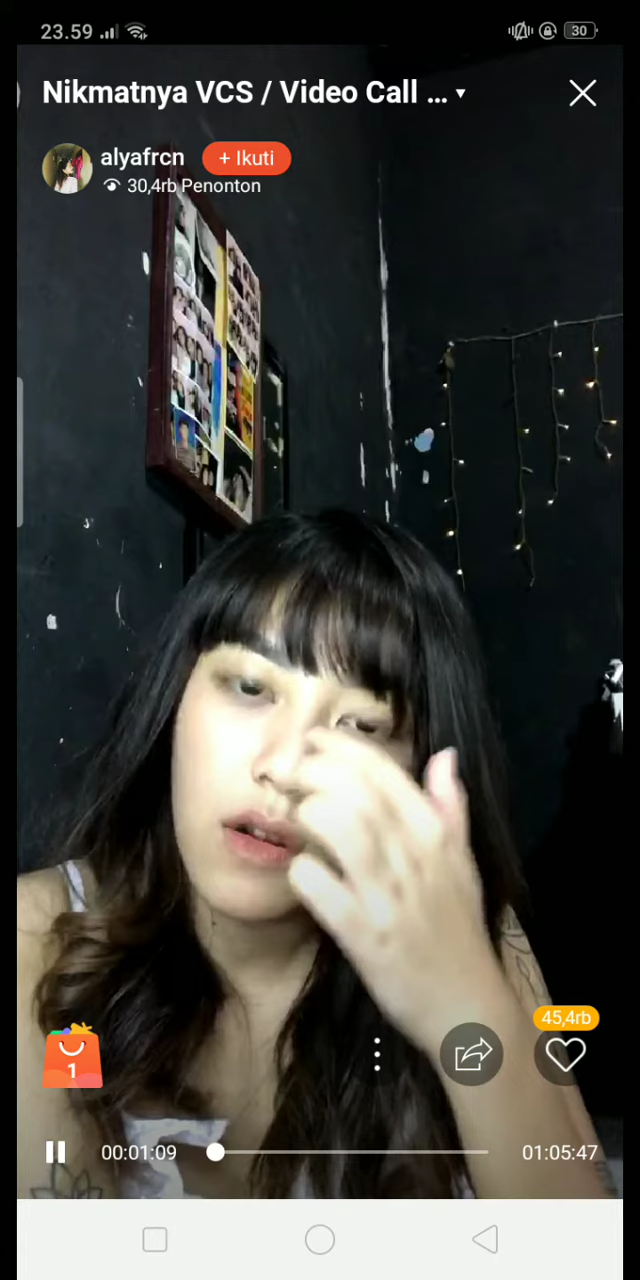 23.59
30
Nikmatnya VCS / Video Call ...
alyafrcn
+ Ikuti
30,4rb Penonton
45,4rb
1
00:01:09
01:05:47